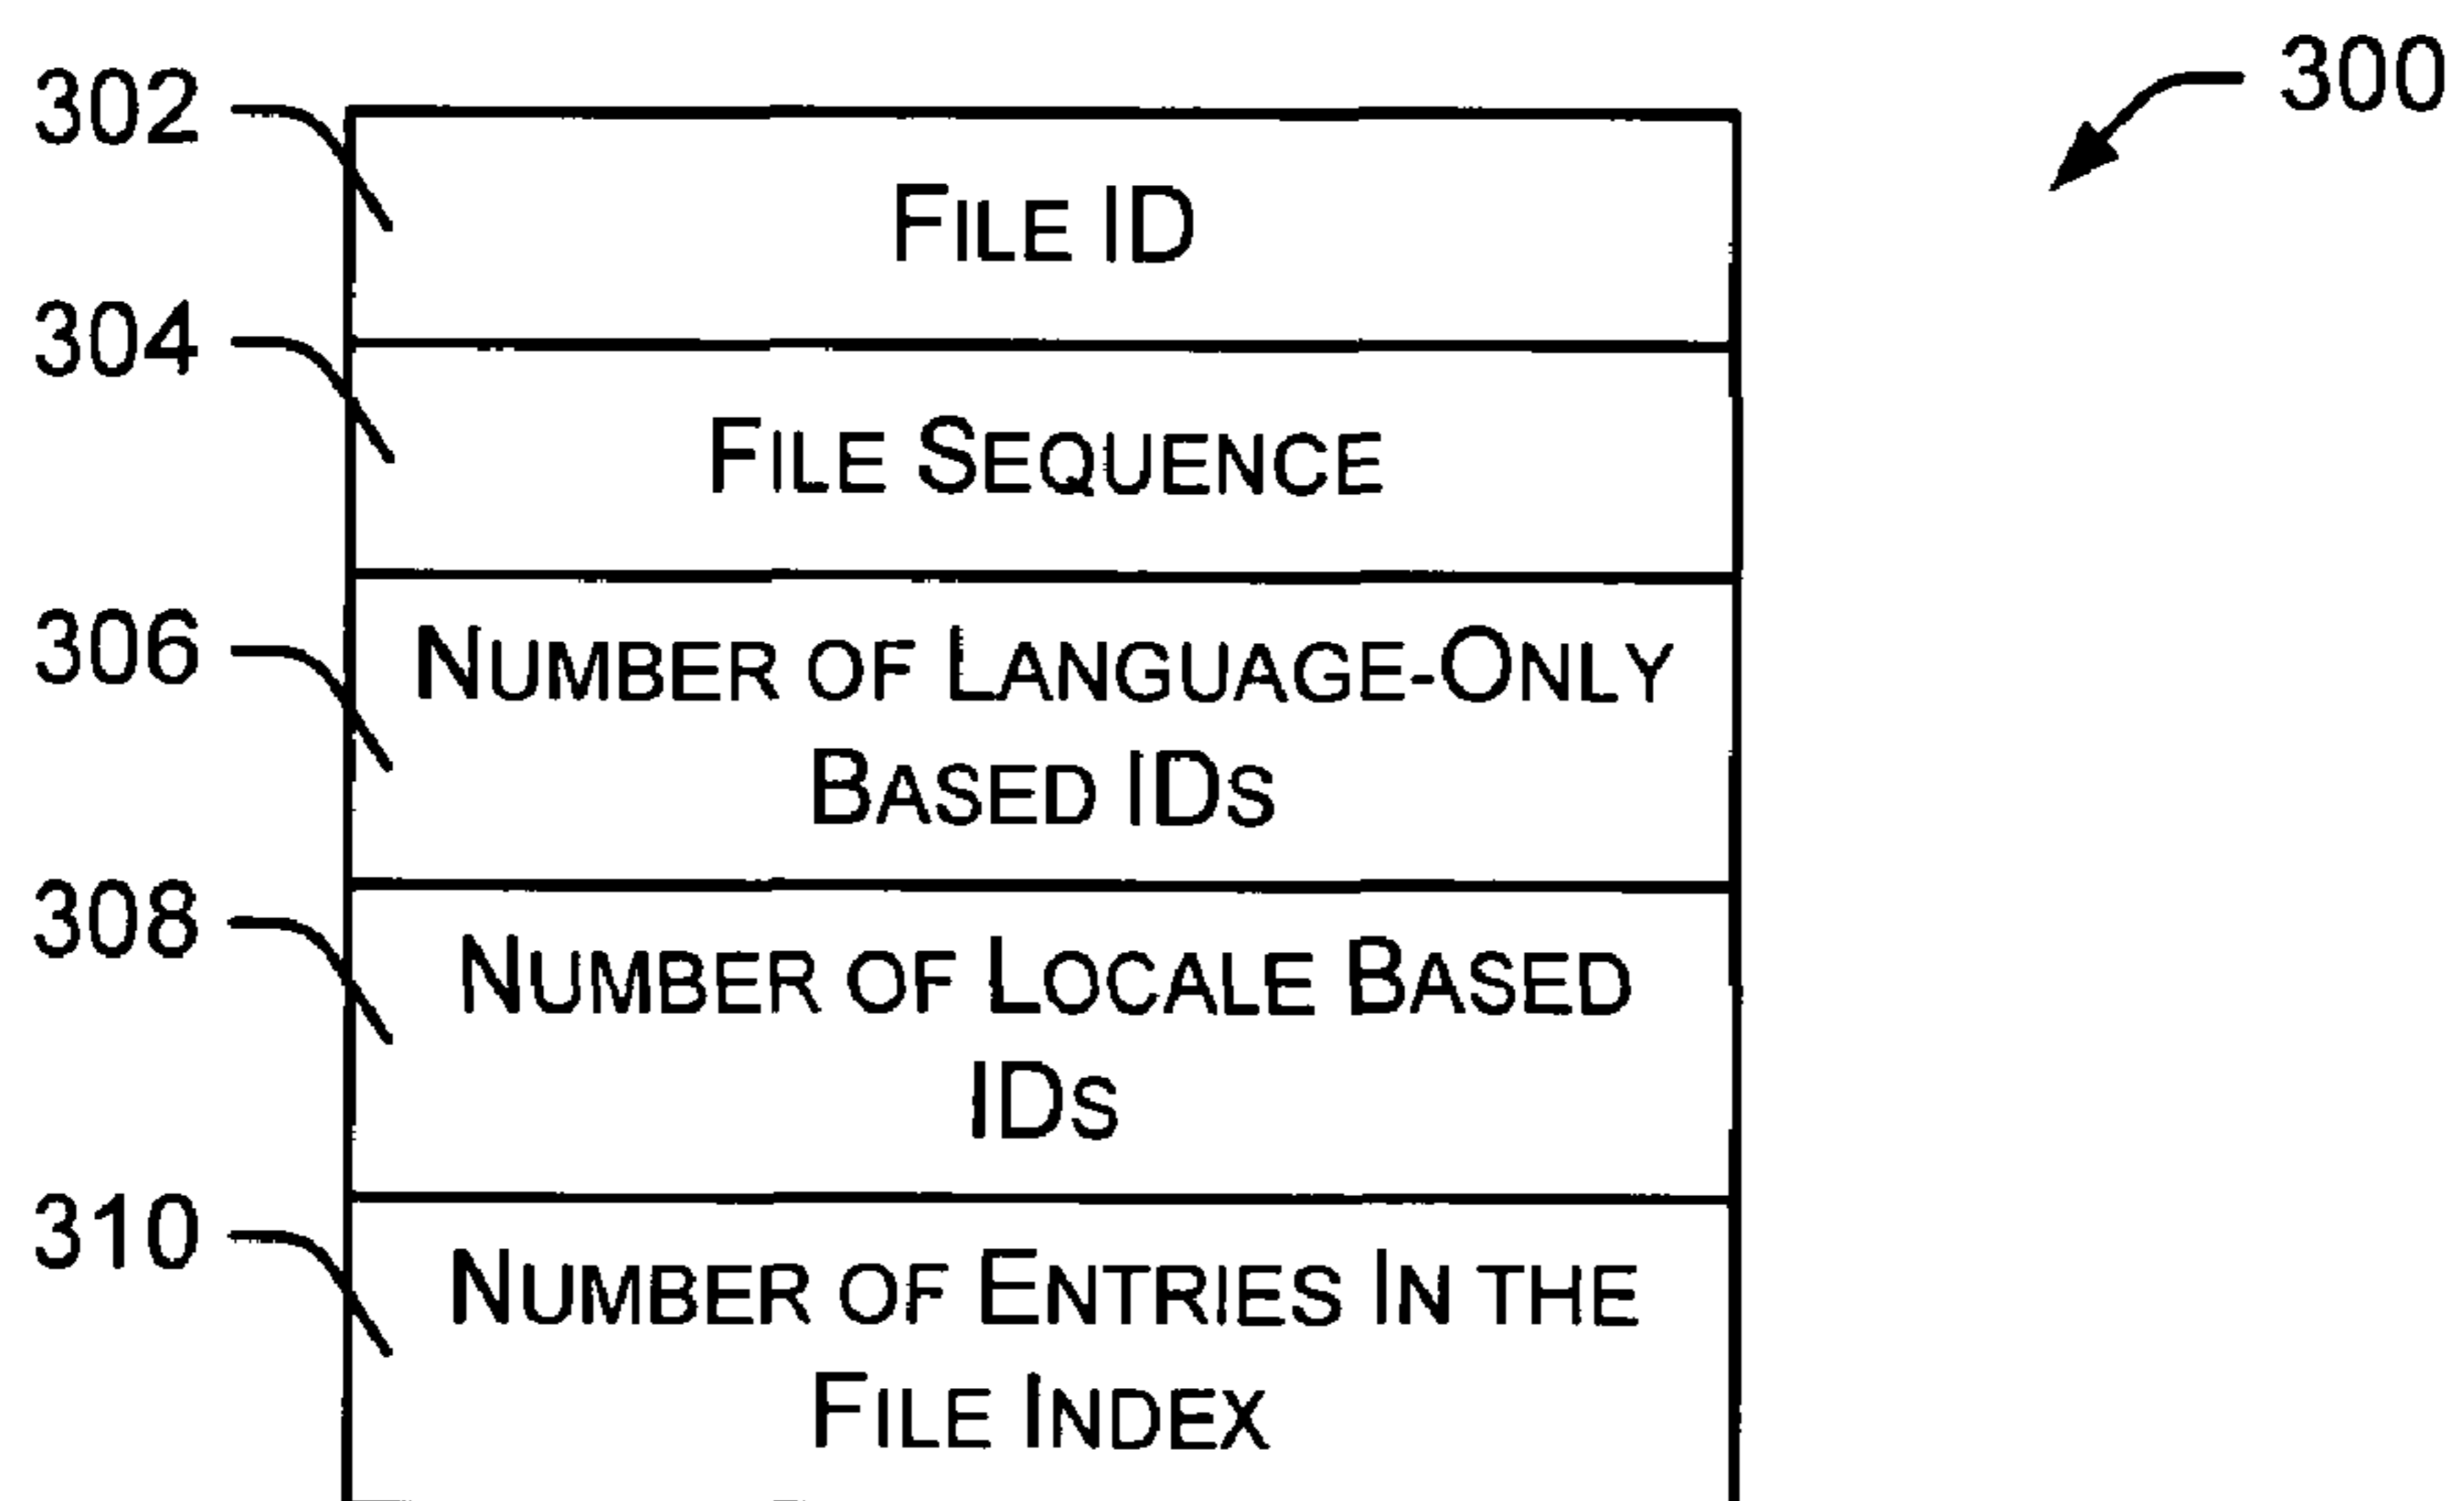 300
302
FILE ID
304
FILE SEQUENCE
306
NUMBER OF LANGUAGE-ONLY
BASED IDS
308
NUMBER OF LOCALE BASED
IDS
310
NUMBER OF ENTRIES IN THE
FILE INDEX